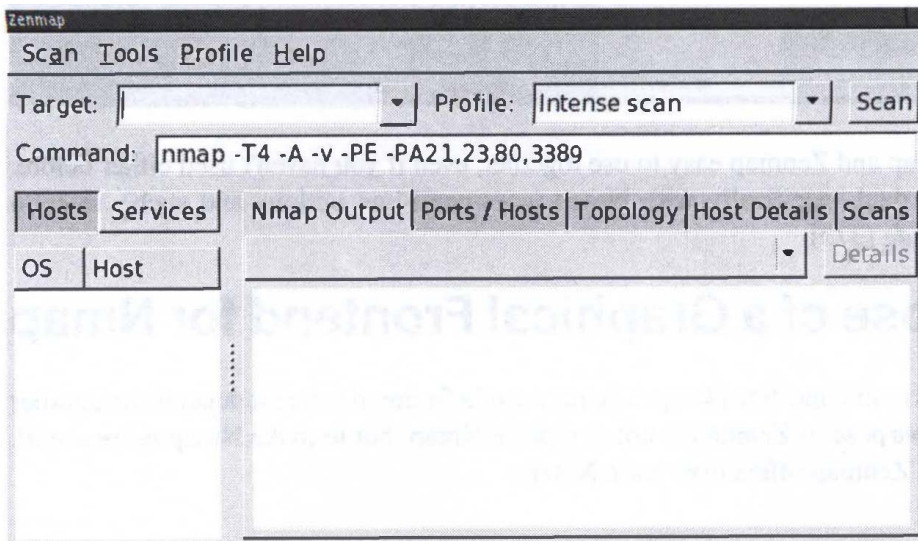 Zenmap
Scan Tools Profile Help
Target: Profile: Intense scan Scan
Command: nmap -T4 -A -v -PE -PA21,23,80,3389
Hosts Services Nmap Output Ports / Hosts Topology Host Details Scans
Details
OS Host